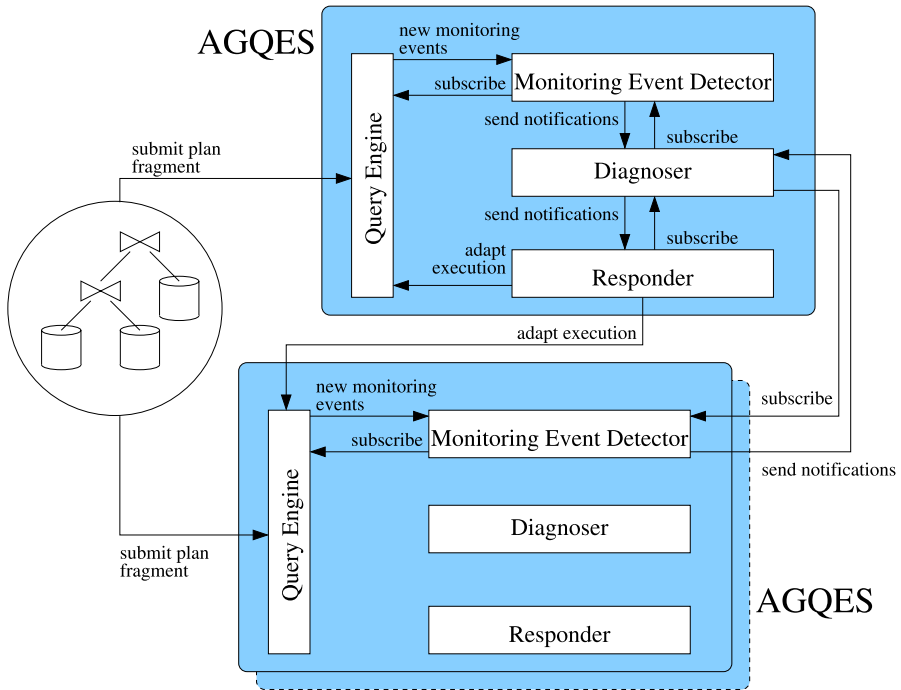 AGQES
new monitoring
events
subscribe
Monitoring Event Detector
send notifications
subscribe
submit plan
fragment
Query Engine
Diagnoser
send notifications
subscribe
adapt
execution
Responder
adapt execution
new monitoring
events
subscribe
Monitoring Event Detector
subscribe
send notifications
Query Engine
Diagnoser
submit plan
fragment
AGQES
Responder